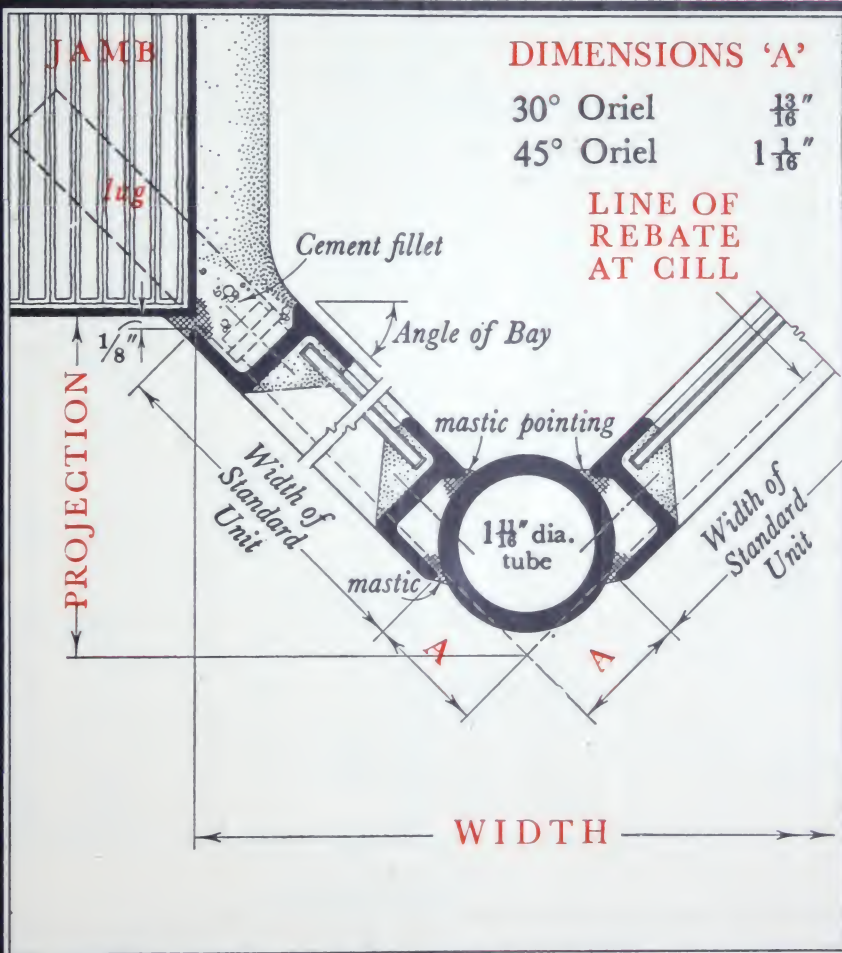 JAMB
DIMENSIONS ‘A’
30° Oriel 13/16"
45° Oriel 1 1/16"
lug
LINE OF
REBATE
AT CILL
Cement fillet
Angle of Bay
1/8"
PROJECTION
mastic pointing
Width of
Standard
Unit
1 11/16" dia.
tube
Width of
Standard
Unit
mastic
A
A
WIDTH